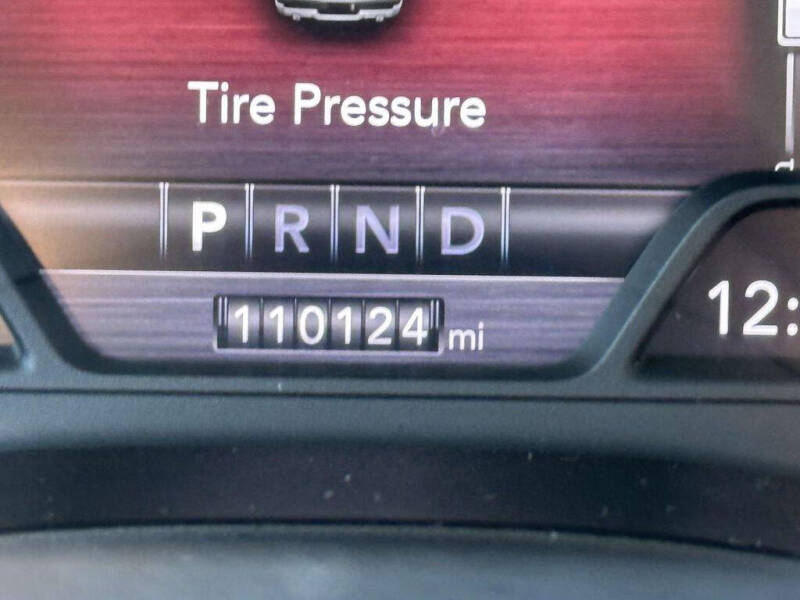 Tire Pressure
P R N D
110124 mi
12: